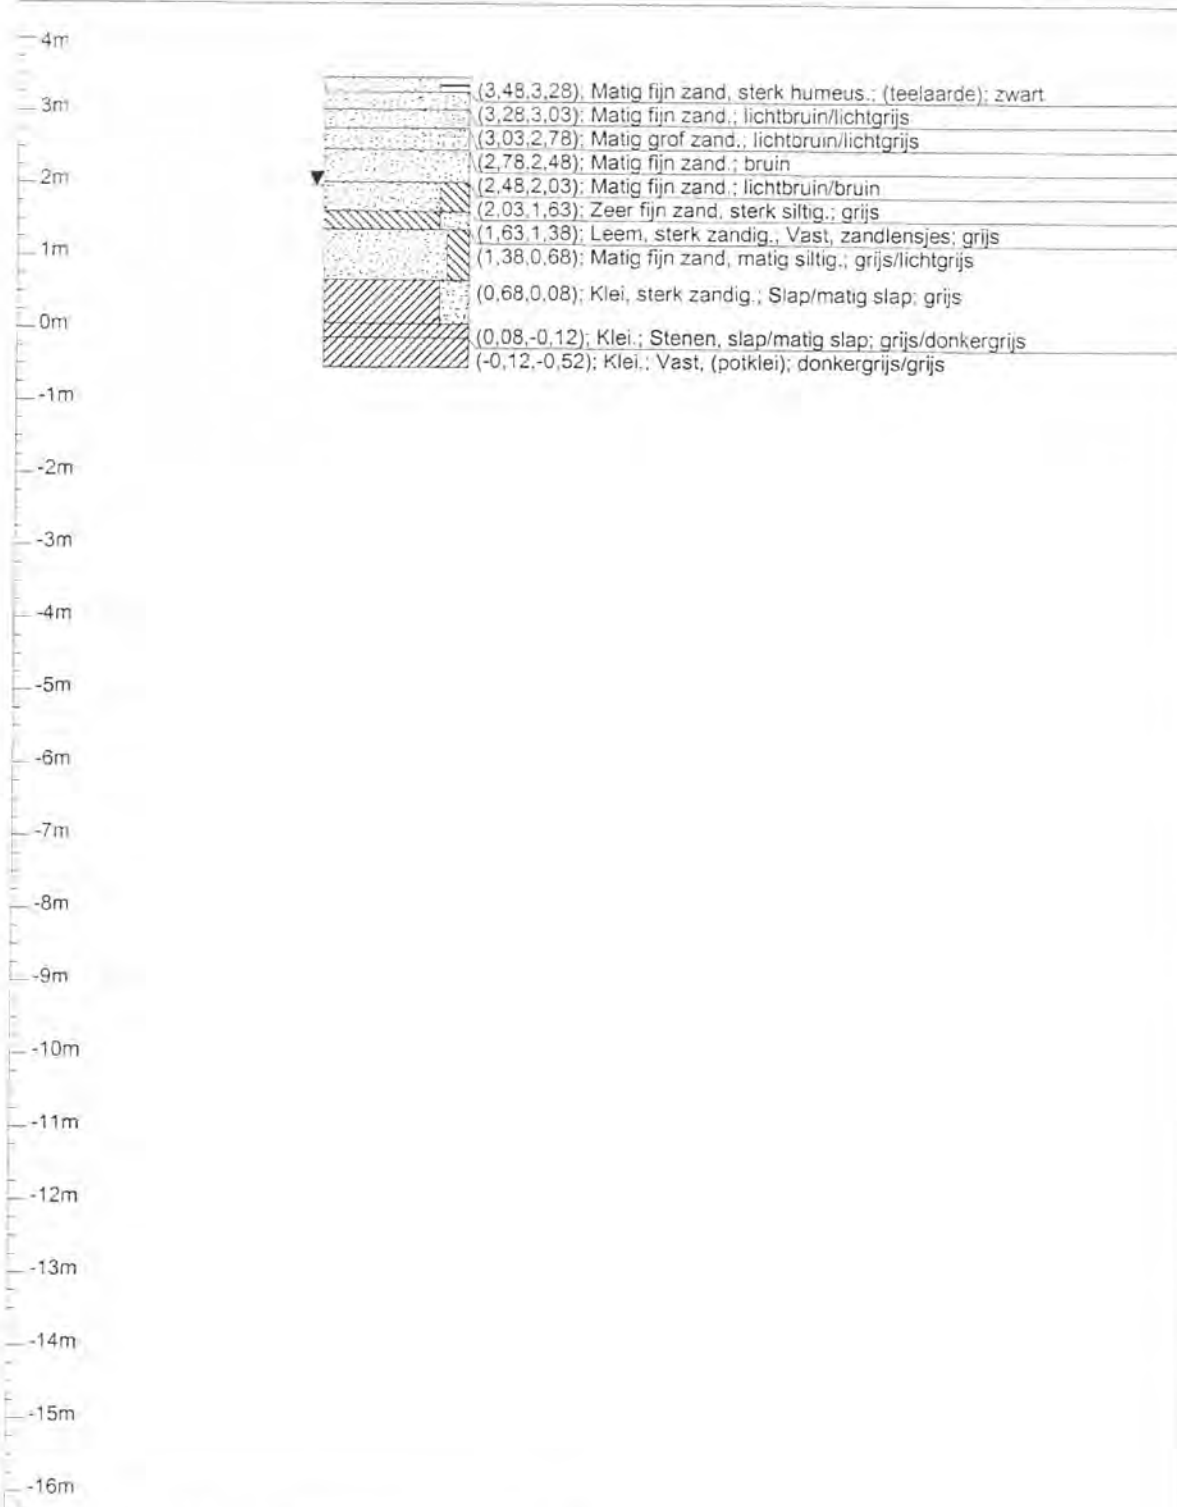 4m
(3,48,3,28); Matig fijn zand, sterk humeus.; (teelaarde); zwart
3m
(3,28,3,03); Matig fijn zand.; lichtbruin/lichtgrijs
(3,03,2,78); Matig grof zand.; lichtbruin/lichtgrijs
(2,78,2,48); Matig fijn zand.; bruin
2m
(2,48,2,03); Matig fijn zand.; lichtbruin/bruin
(2,03,1,63); Zeer fijn zand, sterk siltig.; grijs
(1,63,1,38); Leem, sterk zandig.; Vast, zandlensjes; grijs
1m
(1,38,0,68); Matig fijn zand, matig siltig.; grijs/lichtgrijs
(0,68,0,08); Klei, sterk zandig.; Slap/matig slap; grijs
0m
(0,08,-0,12); Klei.; Stenen, slap/matig slap; grijs/donkergrijs
(-0,12,-0,52); Klei.; Vast, (potklei); donkergrijs/grijs
-1m
-2m
-3m
-4m
-5m
-6m
-7m
-8m
-9m
-10m
-11m
-12m
-13m
-14m
-15m
-16m